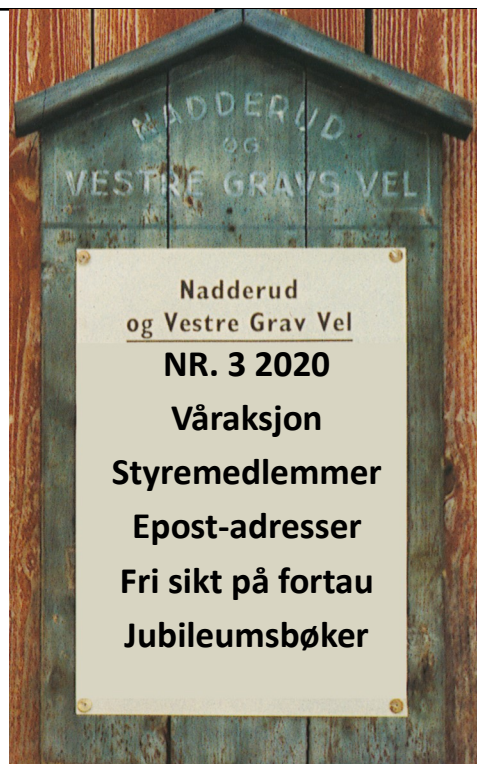 NADDERUD
OG
VESTRE GRAVS VEL
Nadderud
og Vestre Grav Vel
NR. 3 2020
Våraksjon
Styremedlemmer
Epost-adresser
Fri sikt på fortau
Jubileumsbøker